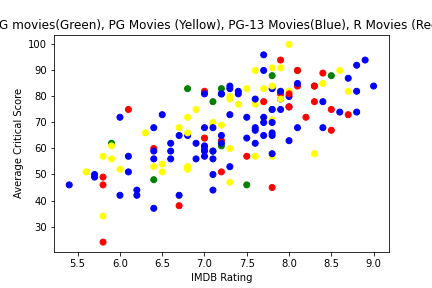 G movies(Green), PG Movies (Yellow), PG-13 Movies(Blue), R Movies (Re
100
90
80
70
60
50
40
30
Average Critical Score
5.5 6.0 6.5 7.0 7.5 8.0 8.5 9.0
IMDB Rating